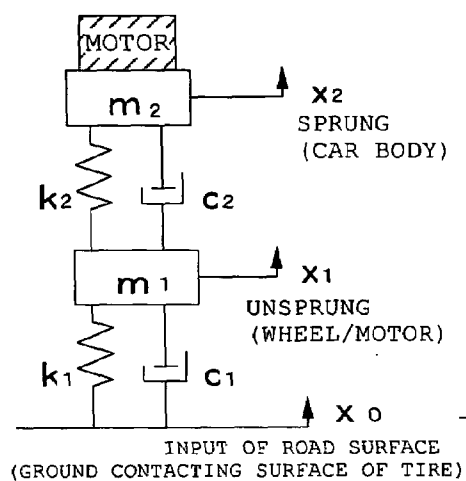 MOTOR
m2
x2
SPRUNG
(CAR BODY)
k2
c2
m1
x1
UNSPRUNG
(WHEEL/MOTOR)
k1
c1
x0
INPUT OF ROAD SURFACE
(GROUND CONTACTING SURFACE OF TIRE)